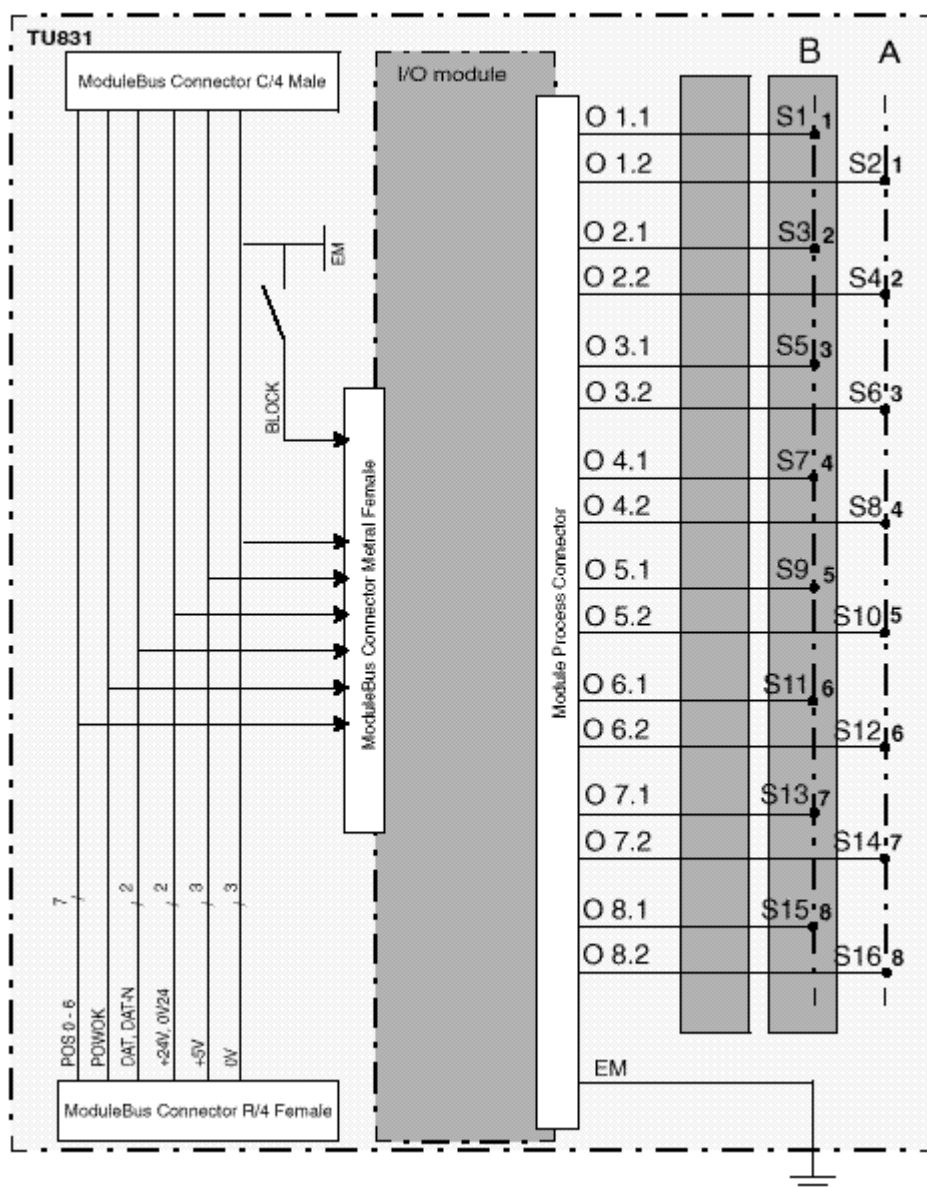 TU831
ModuleBus Connector C/4 Male
I/O module
B
A
EM
BLOCK
ModuleBus Connector Metral Female
Module Process Connector
O 1.1
S1 1
O 1.2
S2 1
O 2.1
S3 2
O 2.2
S4 2
O 3.1
S5 3
O 3.2
S6 3
O 4.1
S7 4
O 4.2
S8 4
O 5.1
S9 5
O 5.2
S10 5
O 6.1
S11 6
O 6.2
S12 6
O 7.1
S13 7
O 7.2
S14 7
O 8.1
S15 8
O 8.2
S16 8
EM
7
2
2
3
3
POS 0 - 6
POWOK
DAT, DAT-N
+24V, 0V24
+5V
0V
ModuleBus Connector R/4 Female